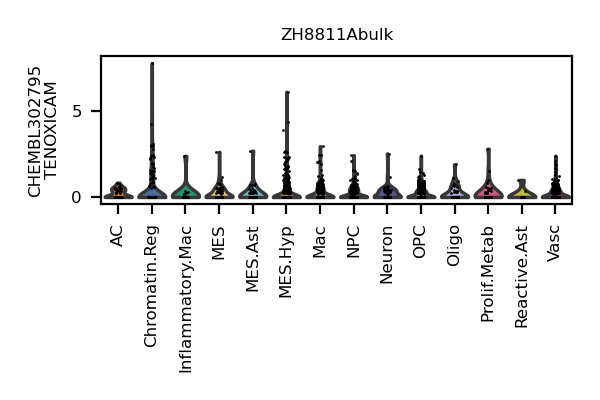 ZH8811Abulk
CHEMBL302795
TENOXICAM
5
0
AC
Chromatin.Reg
Inflammatory.Mac
MES
MES.Ast
MES.Hyp
Mac
NPC
Neuron
OPC
Oligo
Prolif.Metab
Reactive.Ast
Vasc